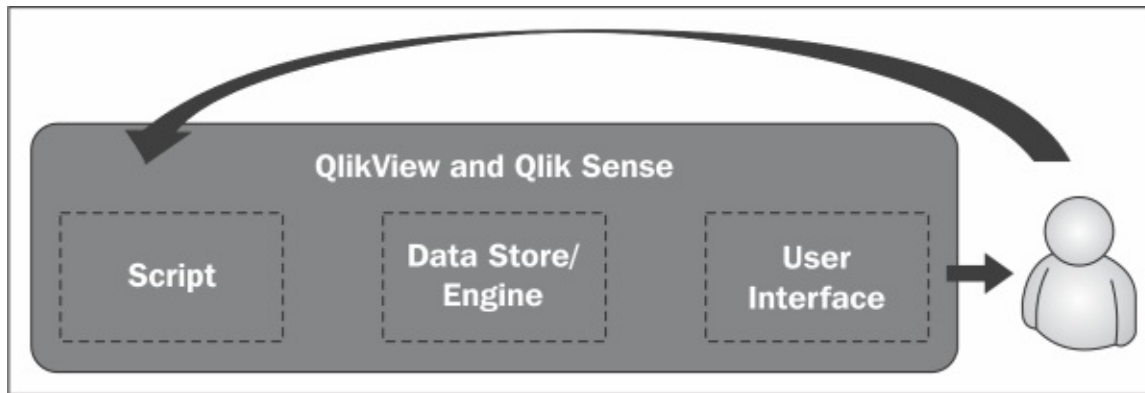 QlikView and Qlik Sense
Script
Data Store/
Engine
User
Interface